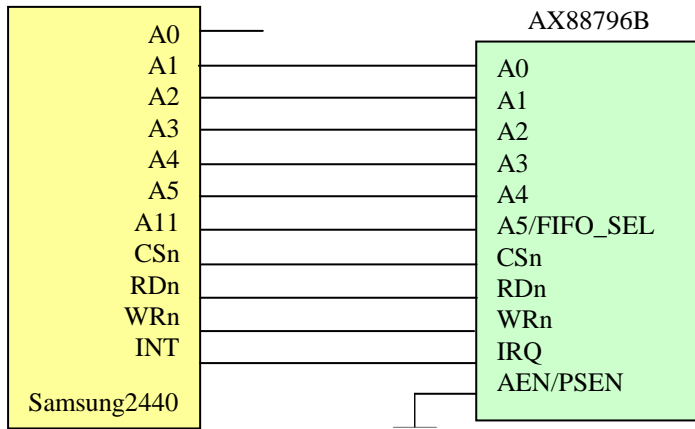 AX88796B
A0
A1
A2
A3
A4
A5
A11
CSn
RDn
WRn
INT
Samsung2440
A0
A1
A2
A3
A4
A5/FIFO_SEL
CSn
RDn
WRn
IRQ
AEN/PSEN